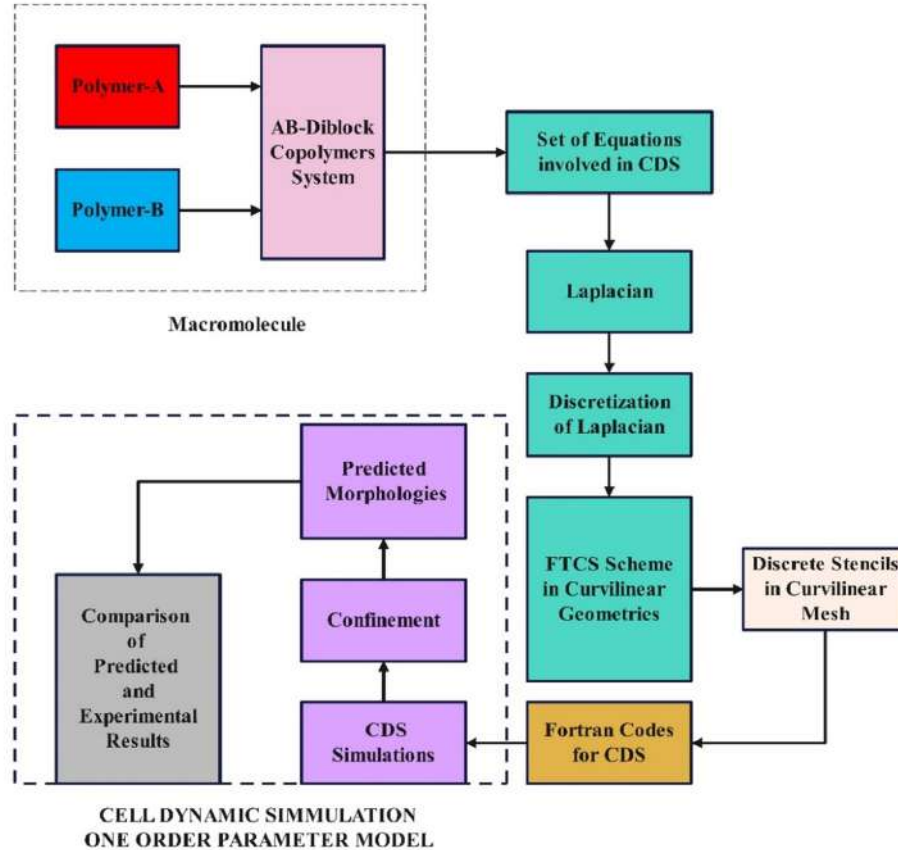 Polymer-A
Polymer-B
AB-Diblock
Copolymers
System
Macromolecule
Set of Equations
involved in CDS
Laplacian
Discretization
of Laplacian
FTCS Scheme
in Curvilinear
Geometrics
Discrete Stencils
in Curvilinear
Mesh
Fortran Codes
for CDS
CDS
Simulations
Confinement
Predicted
Morphologies
Comparison
of
Predicted
and
Experimental
Results
CELL DYNAMIC SIMMULATION
ONE ORDER PARAMETER MODEL